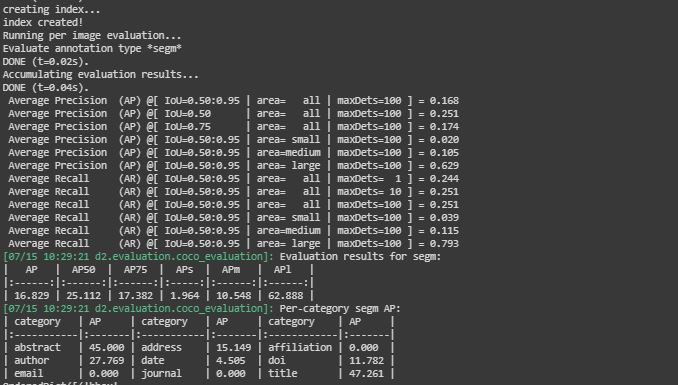 creating index...
index created!
Running per image evaluation...
Evaluate annotation type *segm*
DONE (t=0.02s).
Accumulating evaluation results...
DONE (t=0.04s).
 Average Precision  (AP) @[ IoU=0.50:0.95 | area=   all | maxDets=100 ] = 0.168
 Average Precision  (AP) @[ IoU=0.50      | area=   all | maxDets=100 ] = 0.251
 Average Precision  (AP) @[ IoU=0.75      | area=   all | maxDets=100 ] = 0.174
 Average Precision  (AP) @[ IoU=0.50:0.95 | area= small | maxDets=100 ] = 0.020
 Average Precision  (AP) @[ IoU=0.50:0.95 | area=medium | maxDets=100 ] = 0.105
 Average Precision  (AP) @[ IoU=0.50:0.95 | area= large | maxDets=100 ] = 0.629
 Average Recall     (AR) @[ IoU=0.50:0.95 | area=   all | maxDets=  1 ] = 0.244
 Average Recall     (AR) @[ IoU=0.50:0.95 | area=   all | maxDets= 10 ] = 0.251
 Average Recall     (AR) @[ IoU=0.50:0.95 | area=   all | maxDets=100 ] = 0.251
 Average Recall     (AR) @[ IoU=0.50:0.95 | area= small | maxDets=100 ] = 0.039
 Average Recall     (AR) @[ IoU=0.50:0.95 | area=medium | maxDets=100 ] = 0.115
 Average Recall     (AR) @[ IoU=0.50:0.95 | area= large | maxDets=100 ] = 0.793
[07/15 10:29:21 d2.evaluation.coco_evaluation]: Evaluation results for segm:
|   AP   |  AP50  |  AP75  |  APs  |  APm   |  APl   |
|:------:|:------:|:------:|:-----:|:------:|:------:|
| 16.829 | 25.112 | 17.382 | 1.964 | 10.548 | 62.888 |
[07/15 10:29:21 d2.evaluation.coco_evaluation]: Per-category segm AP:
| category   | AP     | category   | AP     | category    | AP     |
|:-----------|:-------|:-----------|:-------|:------------|:-------|
| abstract   | 45.000 | address    | 15.149 | affiliation | 0.000  |
| author     | 27.769 | date       | 4.505  | doi         | 11.782 |
| email      | 0.000  | journal    | 0.000  | title       | 47.261 |